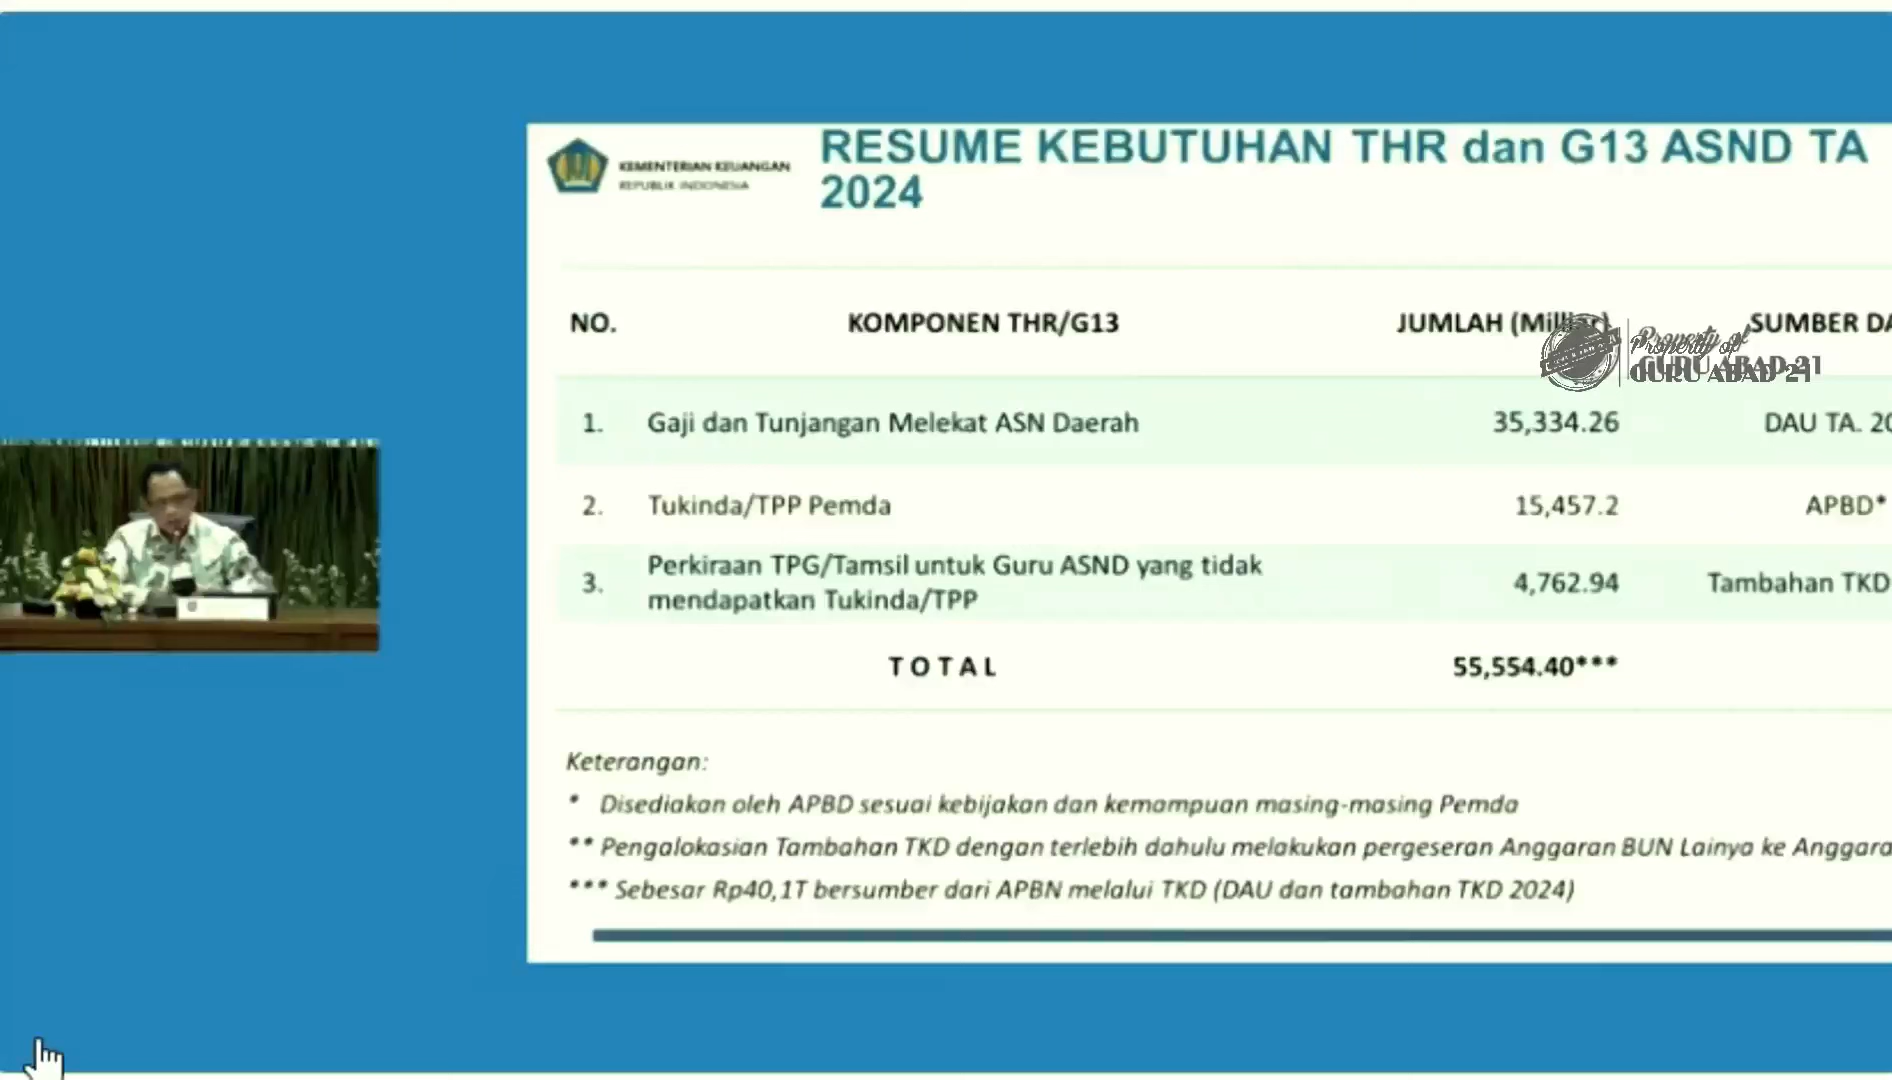 KEMENTERIAN KEUANGAN
REPUBLIK INDONESIA
RESUME KEBUTUHAN THR dan G13 ASND TA
2024
NO. KOMPONEN THR/G13 JUMLAH (Milliar) SUMBER DA
Property of
GURU ABAD 21
1. Gaji dan Tunjangan Melekat ASN Daerah 35,334.26 DAU TA. 20
2. Tukinda/TPP Pemda 15,457.2 APBD*
3. Perkiraan TPG/Tamsil untuk Guru ASND yang tidak
mendapatkan Tukinda/TPP 4,762.94 Tambahan TKD
T O T A L 55,554.40***
Keterangan:
* Disediakan oleh APBD sesuai kebijakan dan kemampuan masing-masing Pemda
** Pengalokasian Tambahan TKD dengan terlebih dahulu melakukan pergeseran Anggaran BUN Lainya ke Anggara
*** Sebesar Rp40,1T bersumber dari APBN melalui TKD (DAU dan tambahan TKD 2024)